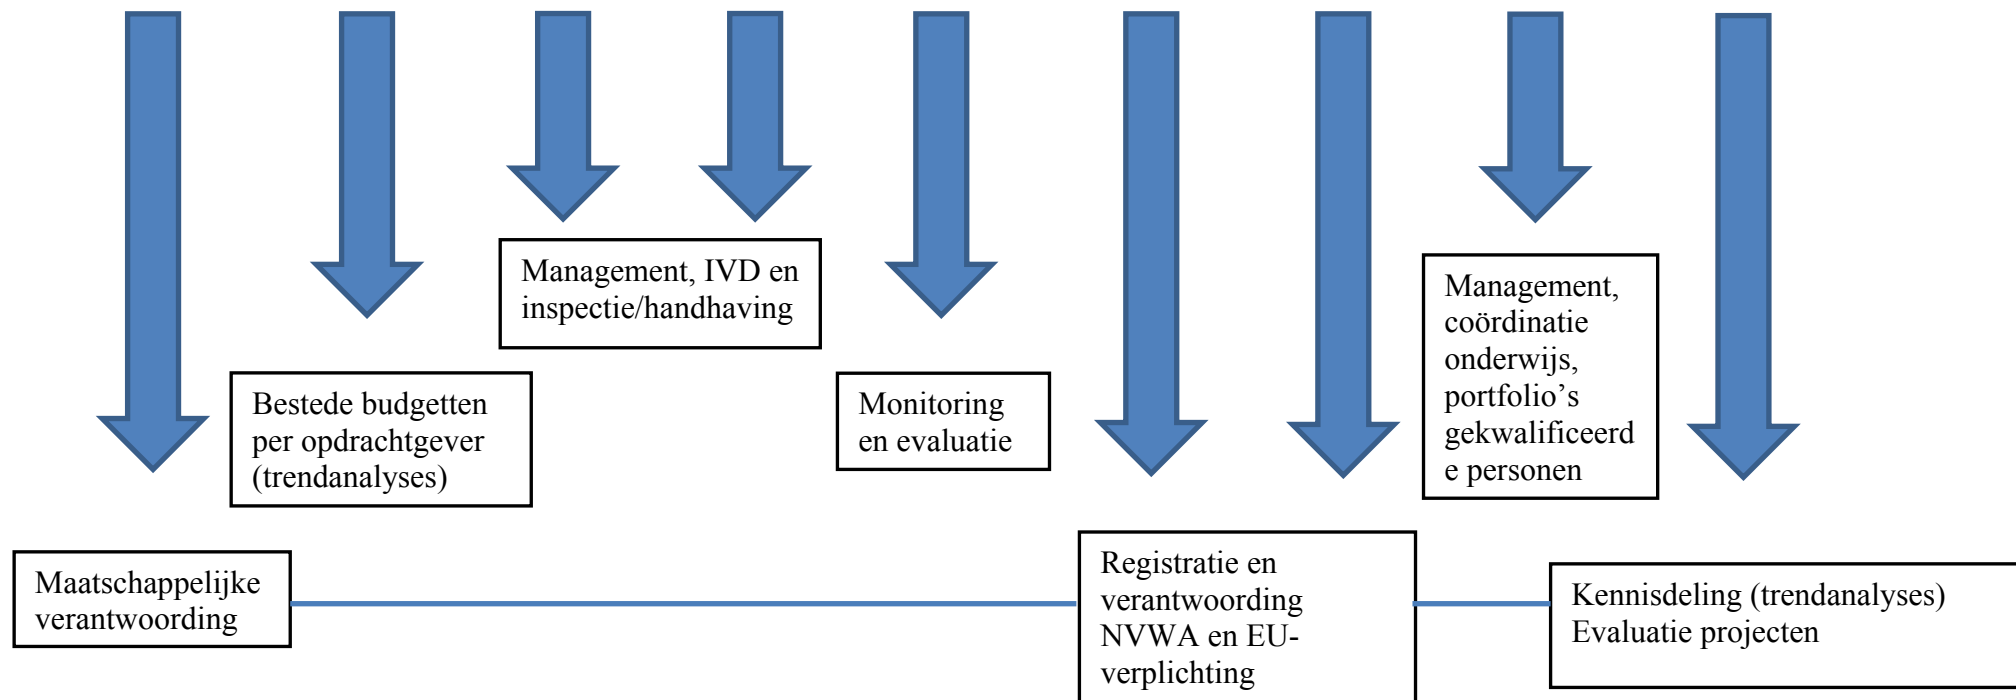 Management, IVD en
inspectie/handhaving
Management,
coördinatie
onderwijs,
portfolio’s
gekwalificeerd
e personen
Bestede budgetten
per opdrachtgever
(trendanalyses)
Monitoring
en evaluatie
Maatschappelijke
verantwoording
Registratie en
verantwoording
NVWA en EU-
verplichting
Kennisdeling (trendanalyses)
Evaluatie projecten